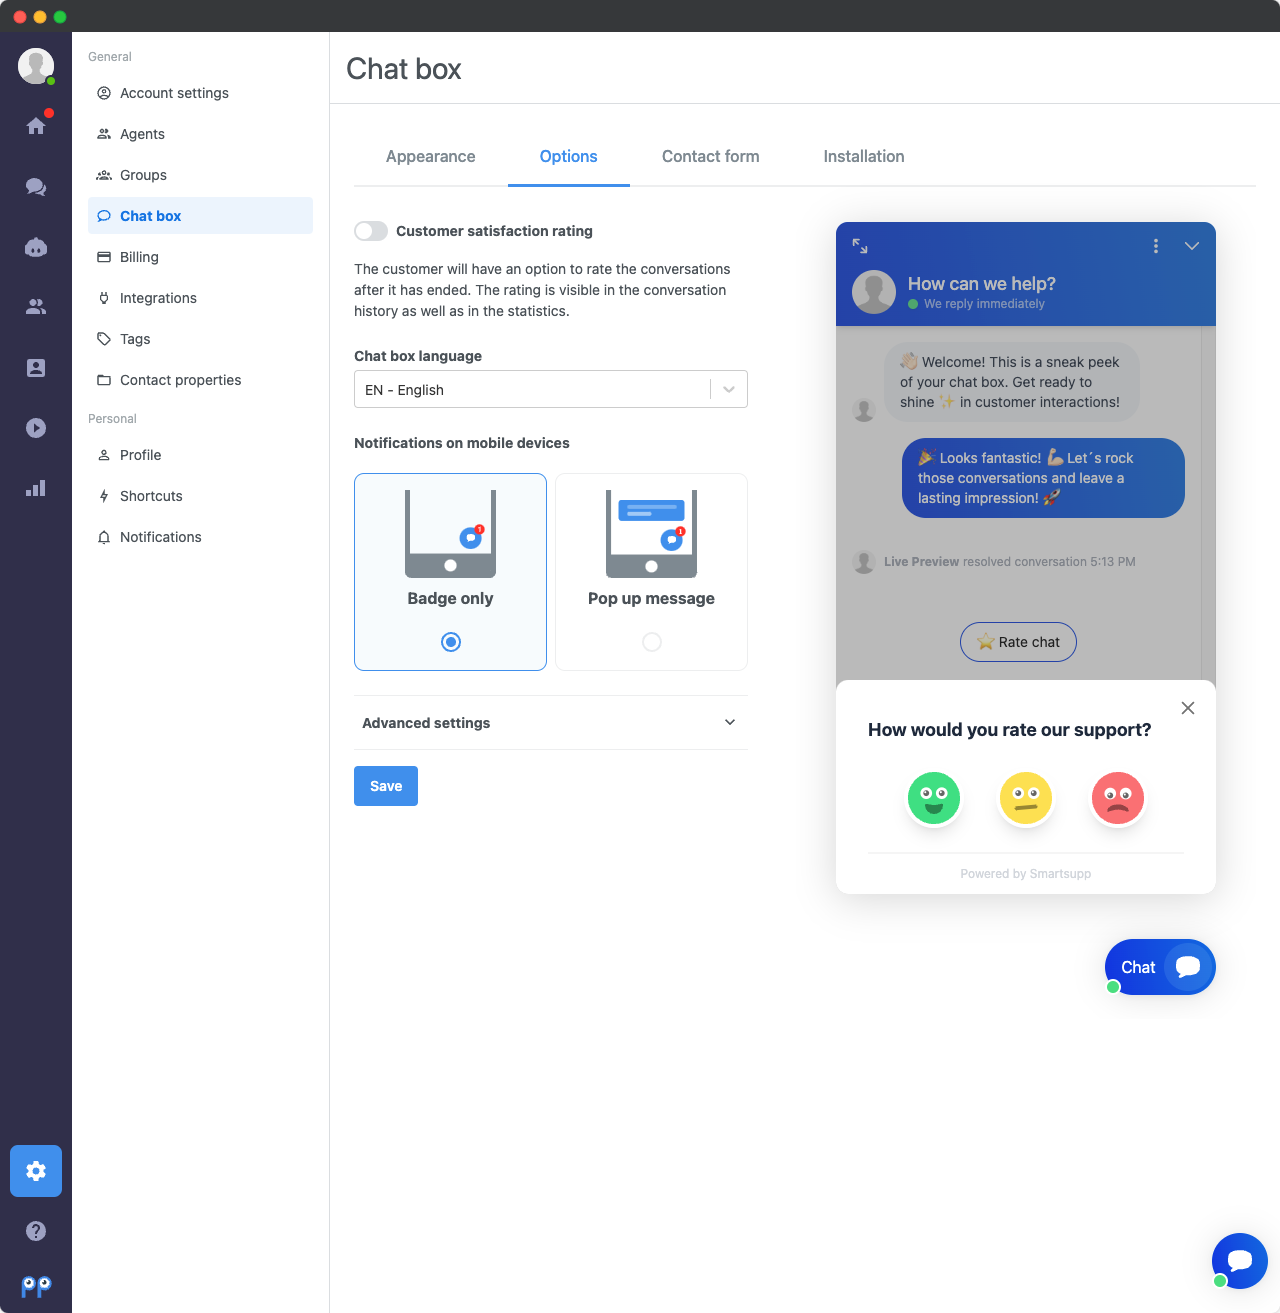 General
Account settings
Agents
Groups
Chat box
Billing
Integrations
Tags
Contact properties
Personal
Profile
Shortcuts
Notifications
Chat box
Appearance
Options
Contact form
Installation
Customer satisfaction rating
The customer will have an option to rate the conversations
after it has ended. The rating is visible in the conversation
history as well as in the statistics.
Chat box language
EN - English
Notifications on mobile devices
1
Badge only
1
Pop up message
Advanced settings
Save
How can we help?
We reply immediately
👋🏻 Welcome! This is a sneak peek
of your chat box. Get ready to
shine ✨ in customer interactions!
🎉 Looks fantastic! 💪🏻 Let´s rock
those conversations and leave a
lasting impression! 🚀
Live Preview resolved conversation 5:13 PM
⭐ Rate chat
How would you rate our support?
Powered by Smartsupp
Chat